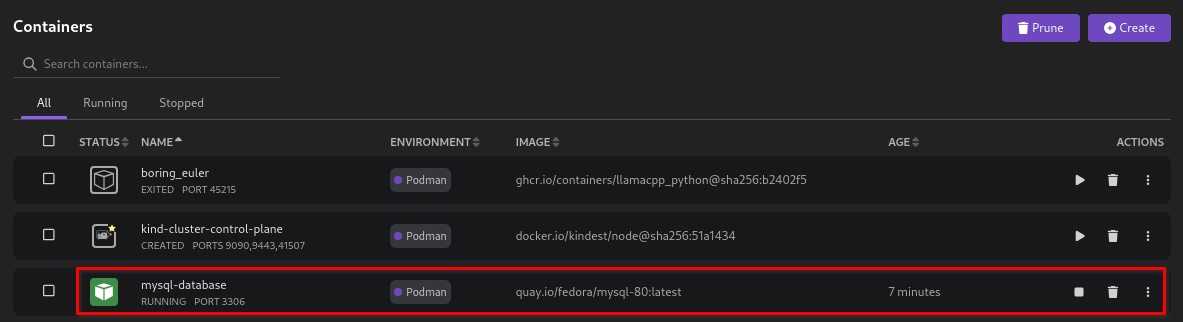 Containers
Prune
Create
Search containers...
All Running Stopped
STATUS NAME ENVIRONMENT IMAGE AGE ACTIONS
boring_euler
EXITED PORT 45215
Podman
ghcr.io/containers/llamacpp_python@sha256:b2402f5
kind-cluster-control-plane
CREATED PORTS 9090,9443,41507
Podman
docker.io/kindest/node@sha256:51a1434
mysql-database
RUNNING PORT 3306
Podman
quay.io/fedora/mysql-80:latest
7 minutes